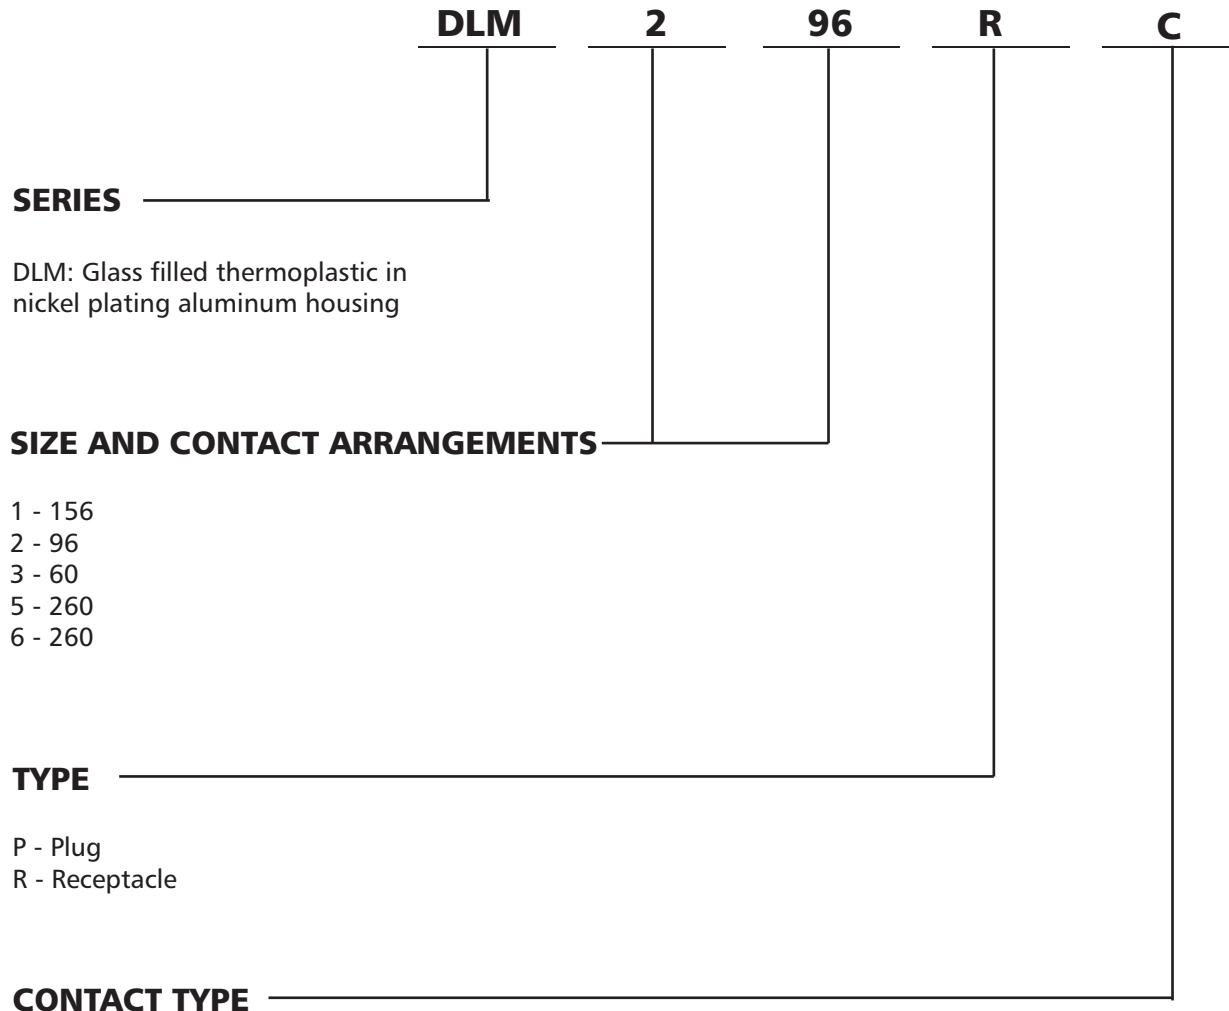 DLM 2 96 R C
SERIES
DLM: Glass filled thermoplastic in
nickel plating aluminum housing
SIZE AND CONTACT ARRANGEMENTS
1 - 156
2 - 96
3 - 60
5 - 260
6 - 260
TYPE
P - Plug
R - Receptacle
CONTACT TYPE